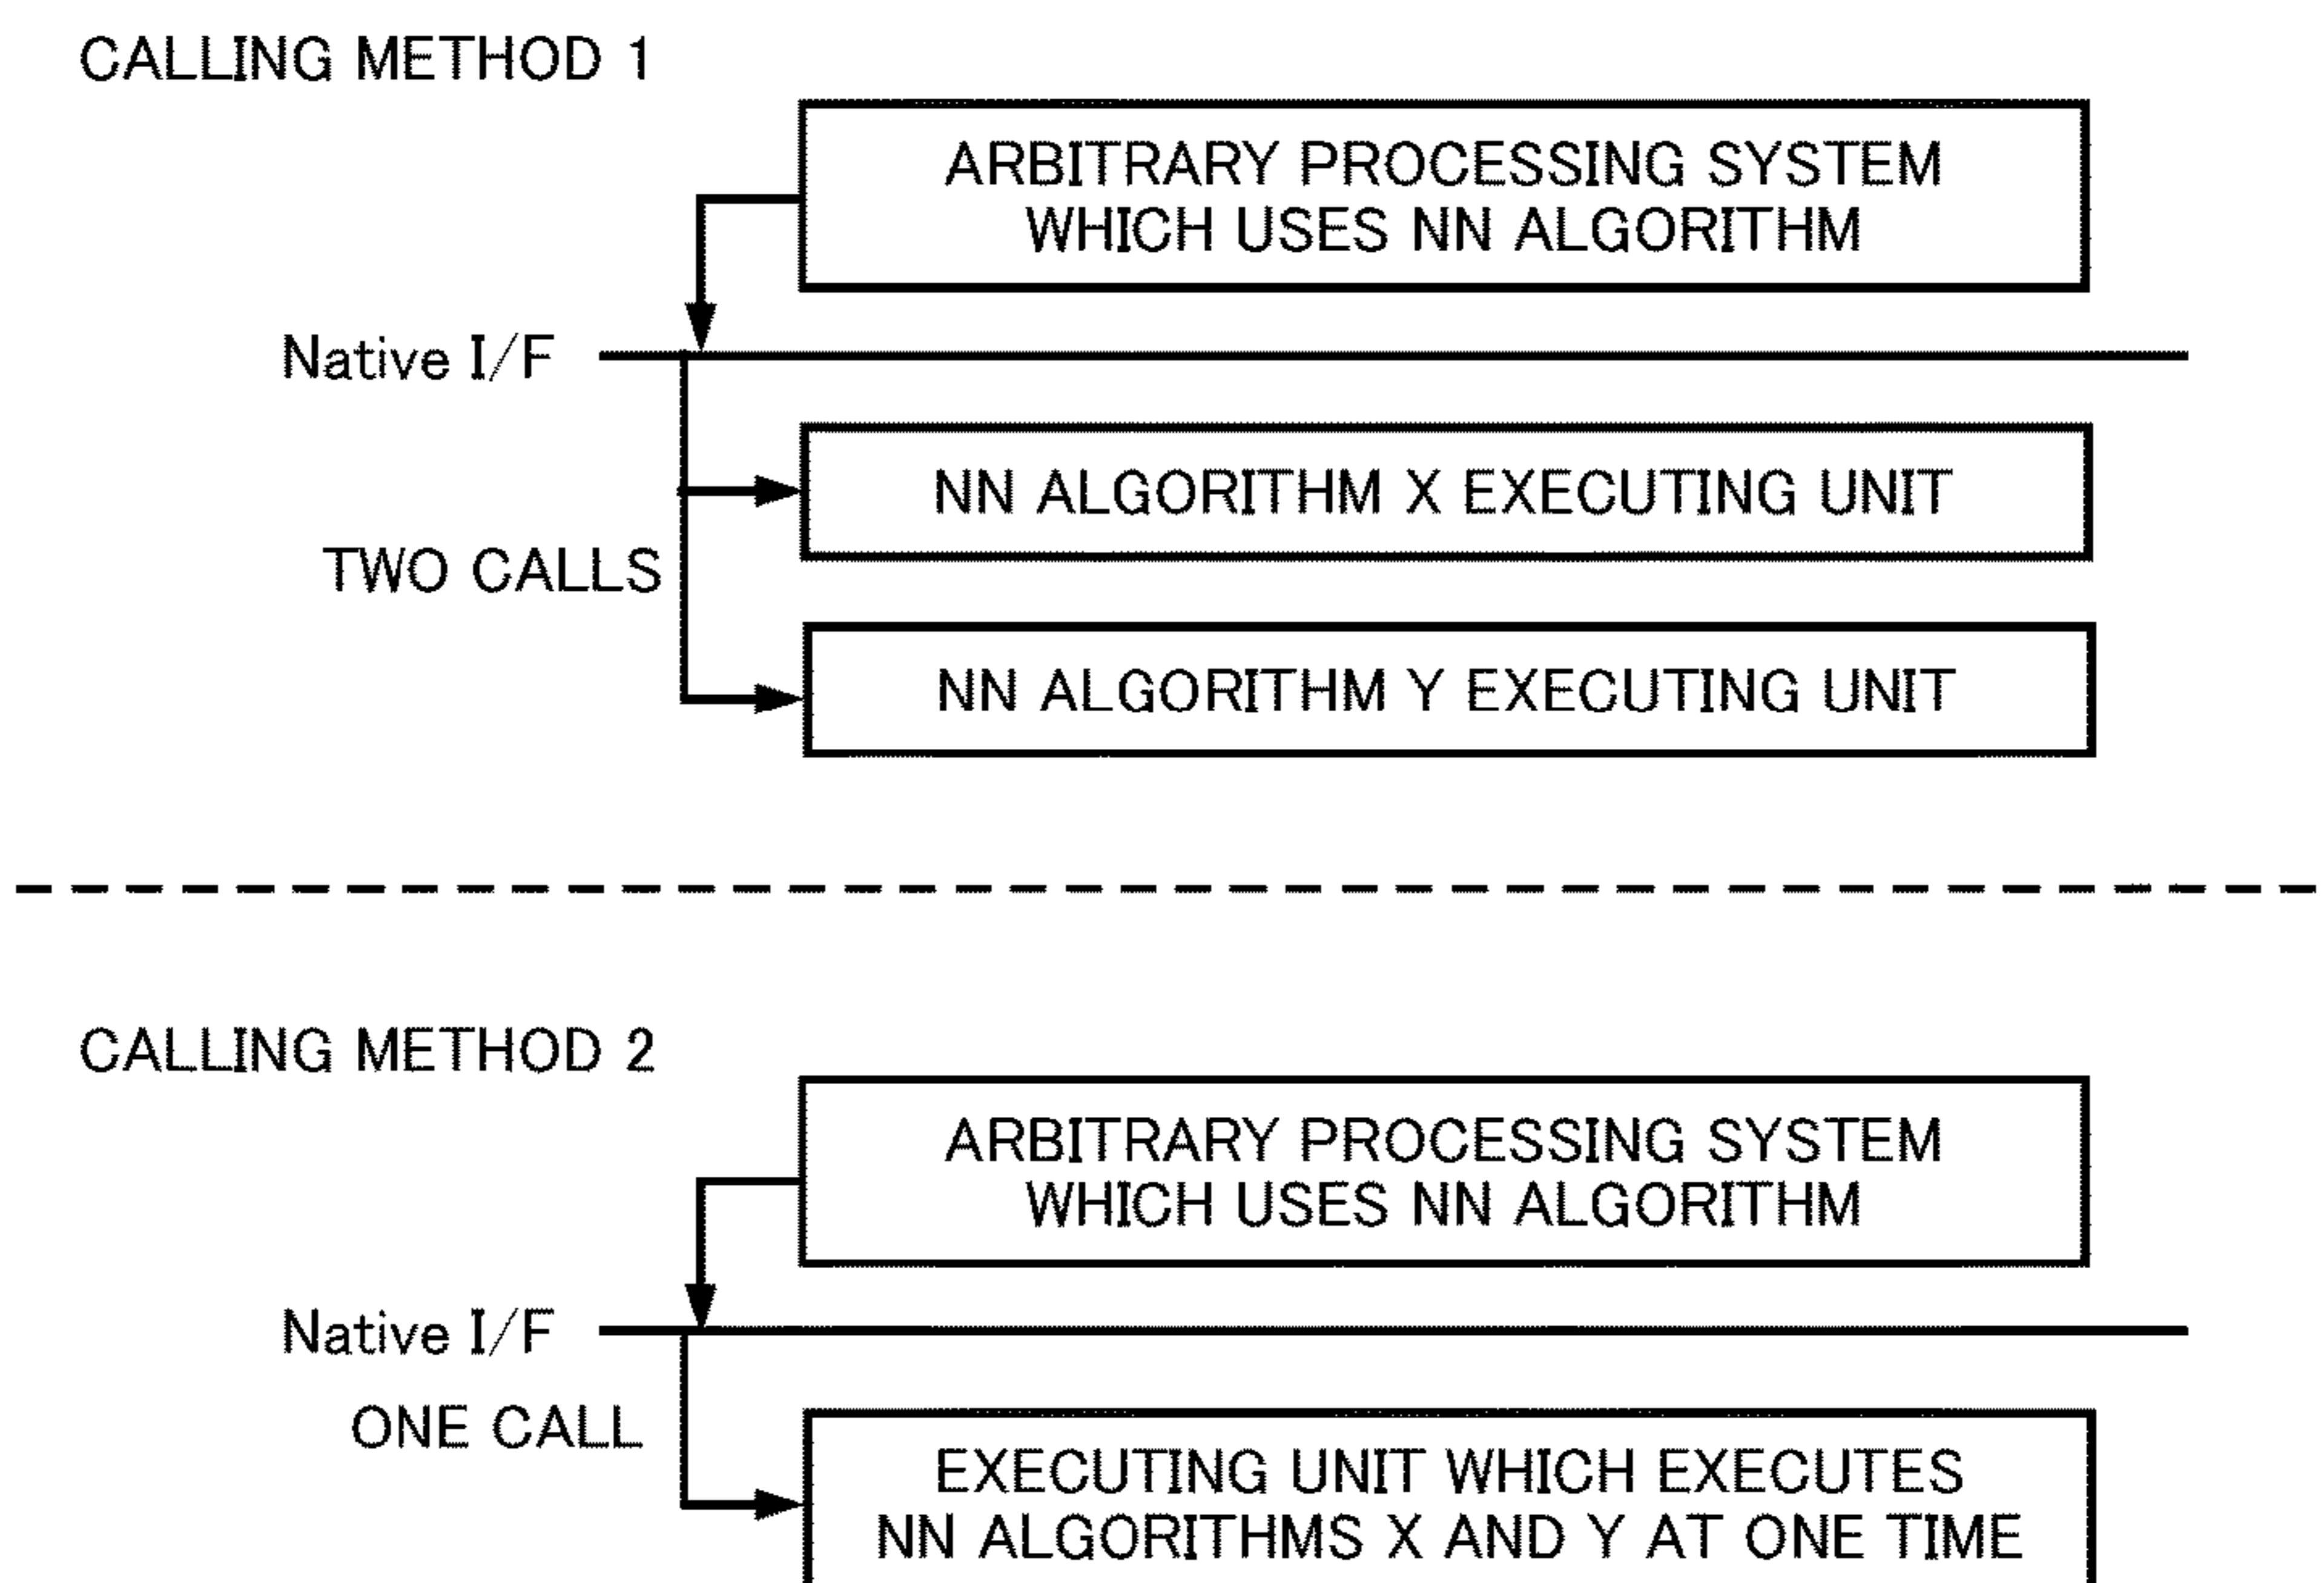 CALLING METHOD 1
ARBITRARY PROCESSING SYSTEM
WHICH USES NN ALGORITHM
Native I/F
NN ALGORITHM X EXECUTING UNIT
TWO CALLS
NN ALGORITHM Y EXECUTING UNIT
CALLING METHOD 2
ARBITRARY PROCESSING SYSTEM
WHICH USES NN ALGORITHM
Native I/F
ONE CALL
EXECUTING UNIT WHICH EXECUTES
NN ALGORITHMS X AND Y AT ONE TIME